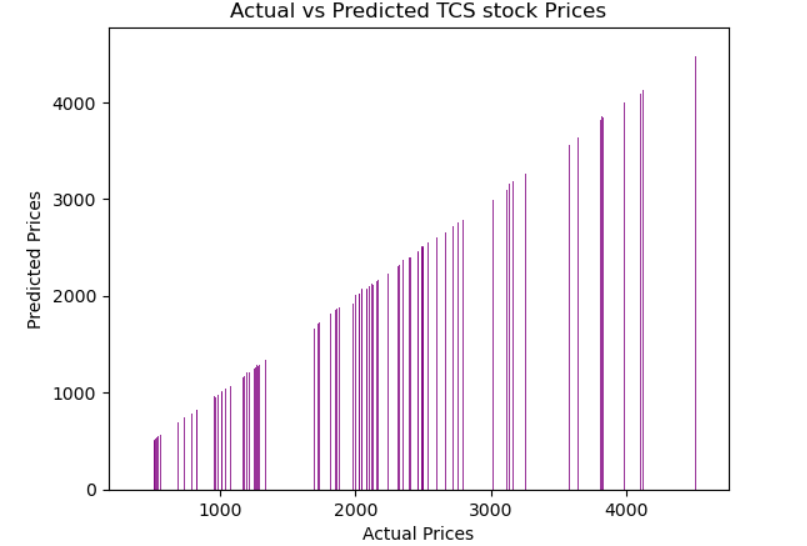 Actual vs Predicted TCS stock Prices
4000
3000
2000
1000
0
Predicted Prices
1000 2000 3000 4000
Actual Prices